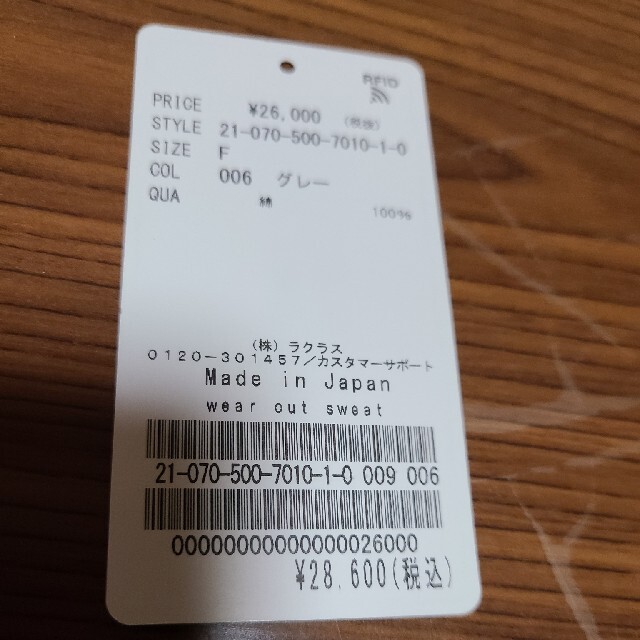 RFID
PRICE ¥26,000 (税抜)
STYLE 21-070-500-7010-1-0
SIZE F
COL 006 グレー
QUA 綿 100%
(株) ラクラス
0120-301457/カスタマーサポート
Made in Japan
wear out sweat
21-070-500-7010-1-0 009 006
00000000000000026000
¥28,600(税込)